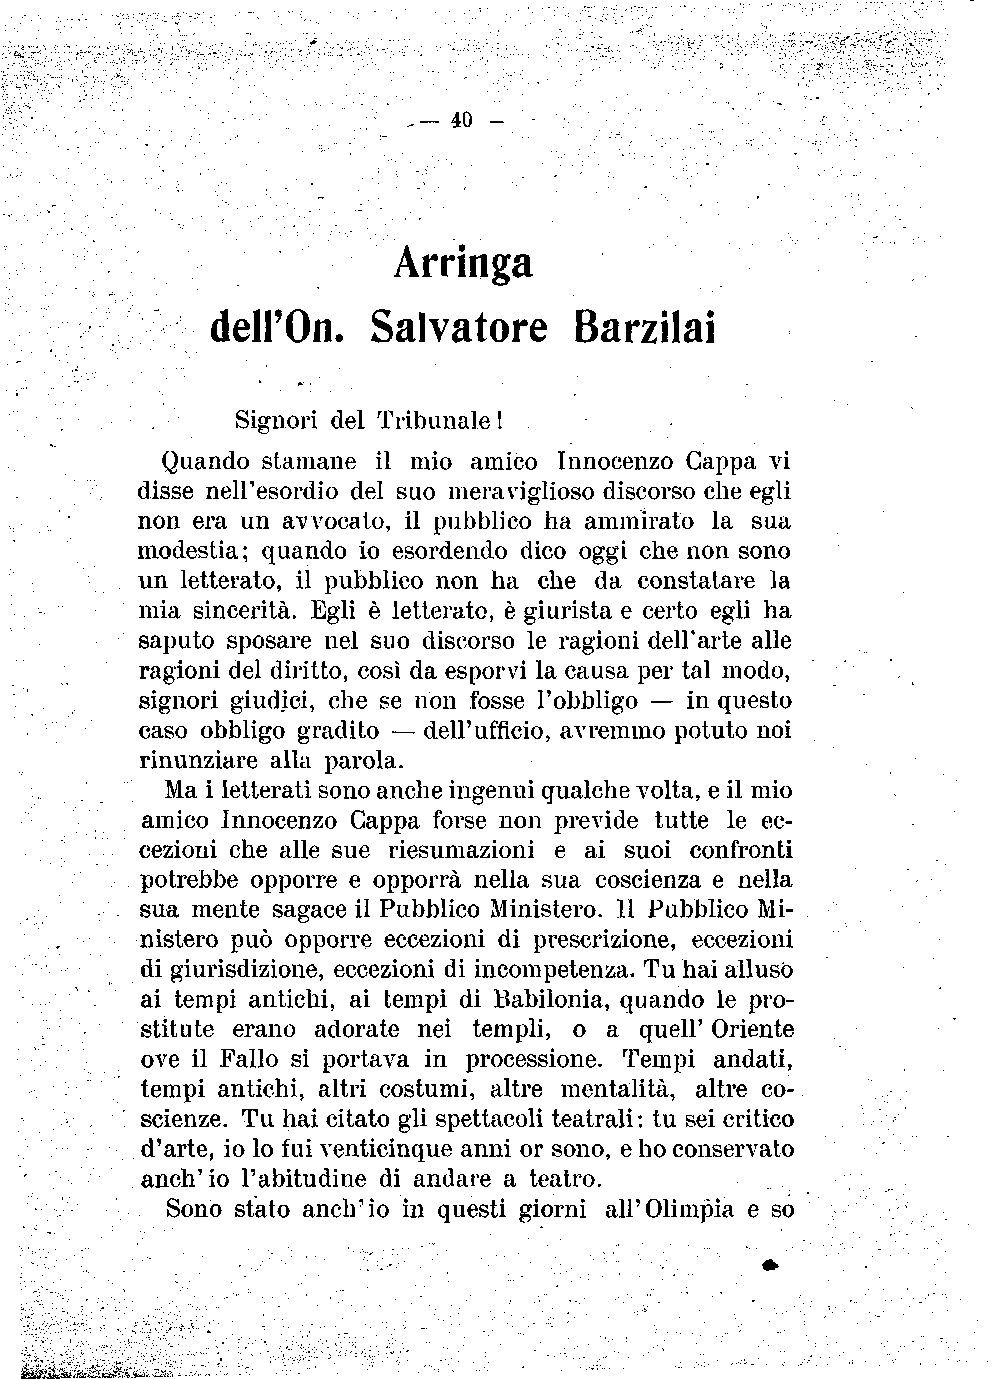 — 40 —
Arringa
dell'On. Salvatore Barzilai
Signori del Tribunale!
Quando stamane il mio amico Innocenzo Cappa vi
disse nell'esordio del suo meraviglioso discorso che egli
non era un avvocato, il pubblico ha ammirato la sua
modestia; quando io esordendo dico oggi che non sono
un letterato, il pubblico non ha che da constatare la
mia sincerità. Egli è letterato, è giurista e certo egli ha
saputo sposare nel suo discorso le ragioni dell'arte alle
ragioni del diritto, così da esporvi la causa per tal modo,
signori giudici, che se non fosse l'obbligo — in questo
caso obbligo gradito — dell'ufficio, avremmo potuto noi
rinunziare alla parola.
Ma i letterati sono anche ingenui qualche volta, e il mio
amico Innocenzo Cappa forse non previde tutte le ec-
cezioni che alle sue riesumazioni e ai suoi confronti
potrebbe opporre e opporrà nella sua coscienza e nella
sua mente sagace il Pubblico Ministero. Il Pubblico Mi-
nistero può opporre eccezioni di prescrizione, eccezioni
di giurisdizione, eccezioni di incompetenza. Tu hai alluso
ai tempi antichi, ai tempi di Babilonia, quando le pro-
stitute erano adorate nei templi, o a quell' Oriente
ove il Fallo si portava in processione. Tempi andati,
tempi antichi, altri costumi, altre mentalità, altre co-
scienze. Tu hai citato gli spettacoli teatrali: tu sei critico
d'arte, io lo fui venticinque anni or sono, e ho conservato
anch' io l'abitudine di andare a teatro.
Sono stato anch' io in questi giorni all' Olimpia e so